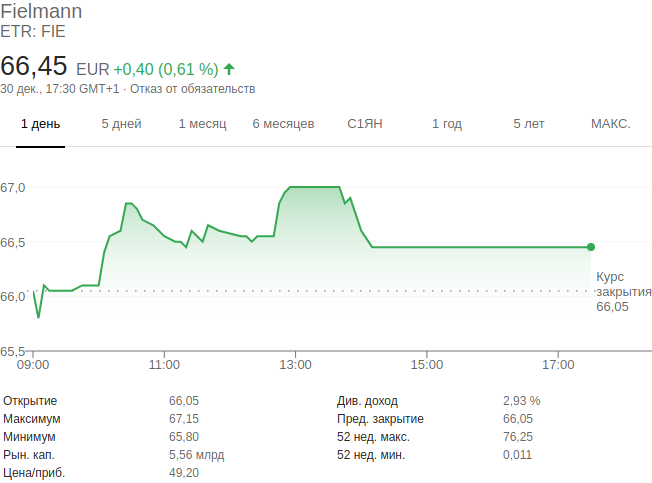 Fielmann
ETR: FIE
66,45 EUR +0,40 (0,61 %)
30 дек., 17:30 GMT+1 · Отказ от обязательств
1 день 5 дней 1 месяц 6 месяцев С1ЯН 1 год 5 лет МАКС.
67,0
66,5
66,0
65,5
Курс
закрытия
66,05
09:00 11:00 13:00 15:00 17:00
Открытие 66,05 Див. доход 2,93 %
Максимум 67,15 Пред. закрытие 66,05
Минимум 65,80 52 нед. макс. 76,25
Рын. кап. 5,56 млрд 52 нед. мин. 0,011
Цена/приб. 49,20